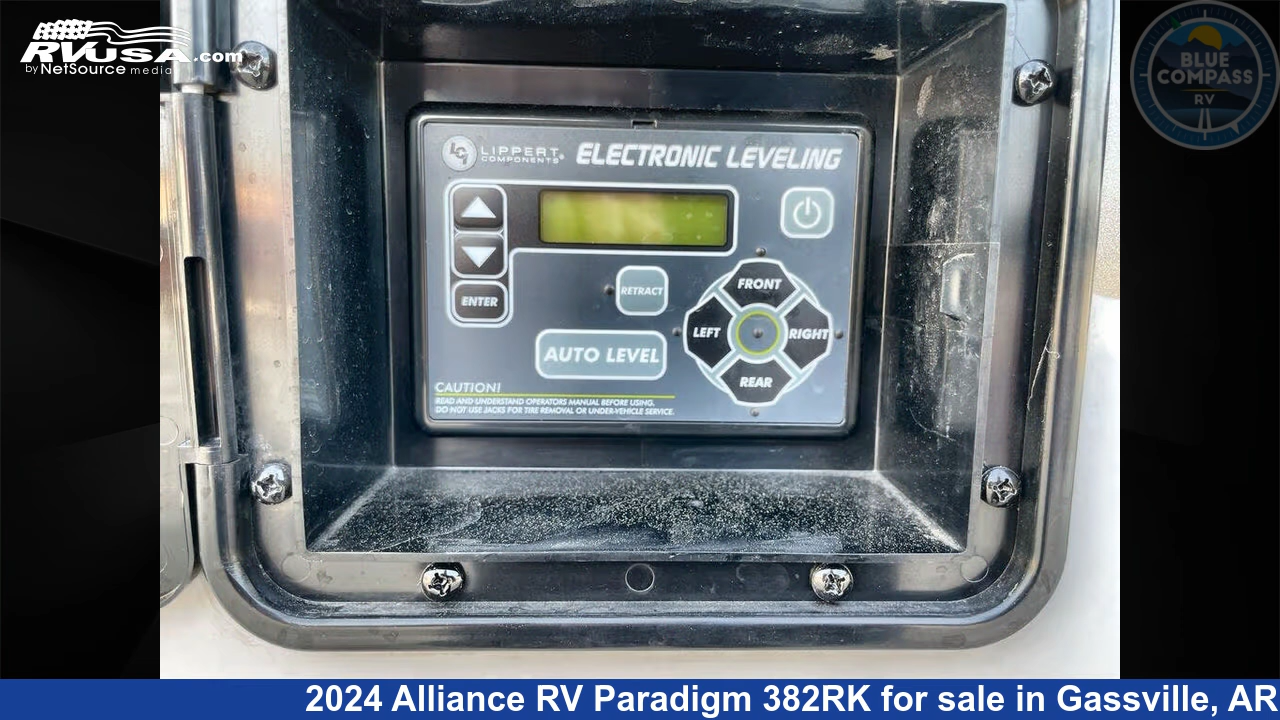 RVUSA.com
by NetSource media
BLUE
COMPASS
RV
LIPPERT
COMPONENTS®
ELECTRONIC LEVELING
ENTER
RETRACT
FRONT
LEFT
RIGHT
REAR
AUTO LEVEL
CAUTION!
READ AND UNDERSTAND OPERATORS MANUAL BEFORE USING.
DO NOT USE JACKS FOR TIRE REMOVAL OR UNDER-VEHICLE SERVICE.
2024 Alliance RV Paradigm 382RK for sale in Gassville, AR